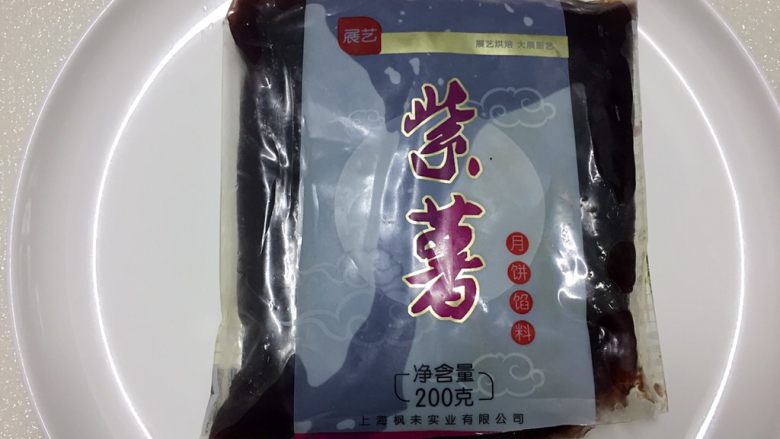 展艺
展艺烘焙 大展厨艺
紫薯
月饼馅料
净含量
200克
上海枫未实业有限公司